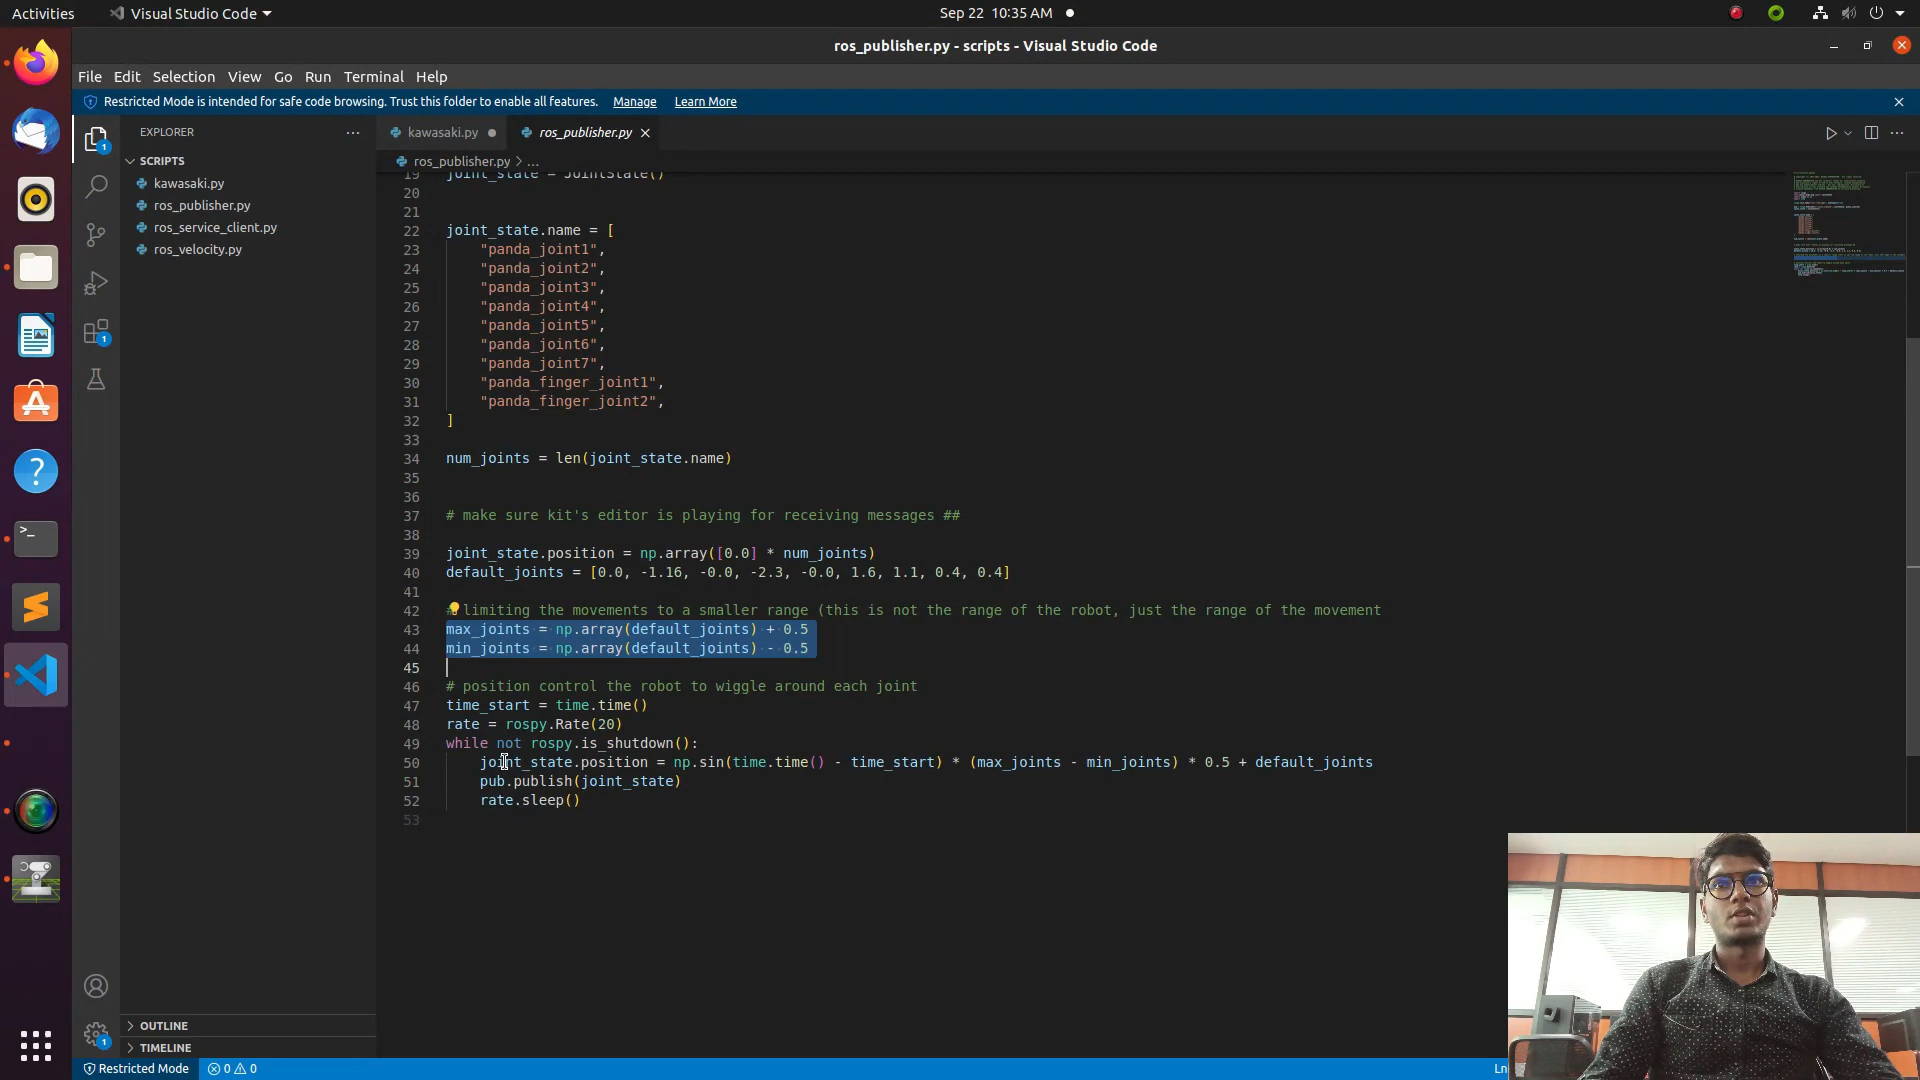 Activities
Visual Studio Code
Sep 22 10:35 AM
ros_publisher.py - scripts - Visual Studio Code
File Edit Selection View Go Run Terminal Help
Restricted Mode is intended for safe code browsing. Trust this folder to enable all features. Manage Learn More
EXPLORER
kawasaki.py
ros_publisher.py
ros_publisher.py > ...
SCRIPTS
kawasaki.py
ros_publisher.py
ros_service_client.py
ros_velocity.py
OUTLINE
TIMELINE
19 joint_state = JointState()
20
21
22 joint_state.name = [
23 "panda_joint1",
24 "panda_joint2",
25 "panda_joint3",
26 "panda_joint4",
27 "panda_joint5",
28 "panda_joint6",
29 "panda_joint7",
30 "panda_finger_joint1",
31 "panda_finger_joint2",
32 ]
33
34 num_joints = len(joint_state.name)
35
36
37 # make sure kit's editor is playing for receiving messages ##
38
39 joint_state.position = np.array([0.0] * num_joints)
40 default_joints = [0.0, -1.16, -0.0, -2.3, -0.0, 1.6, 1.1, 0.4, 0.4]
41
42 # limiting the movements to a smaller range (this is not the range of the robot, just the range of the movement
43 max_joints = np.array(default_joints) + 0.5
44 min_joints = np.array(default_joints) - 0.5
45
46 # position control the robot to wiggle around each joint
47 time_start = time.time()
48 rate = rospy.Rate(20)
49 while not rospy.is_shutdown():
50 joint_state.position = np.sin(time.time() - time_start) * (max_joints - min_joints) * 0.5 + default_joints
51 pub.publish(joint_state)
52 rate.sleep()
53
Restricted Mode 0 0
Ln